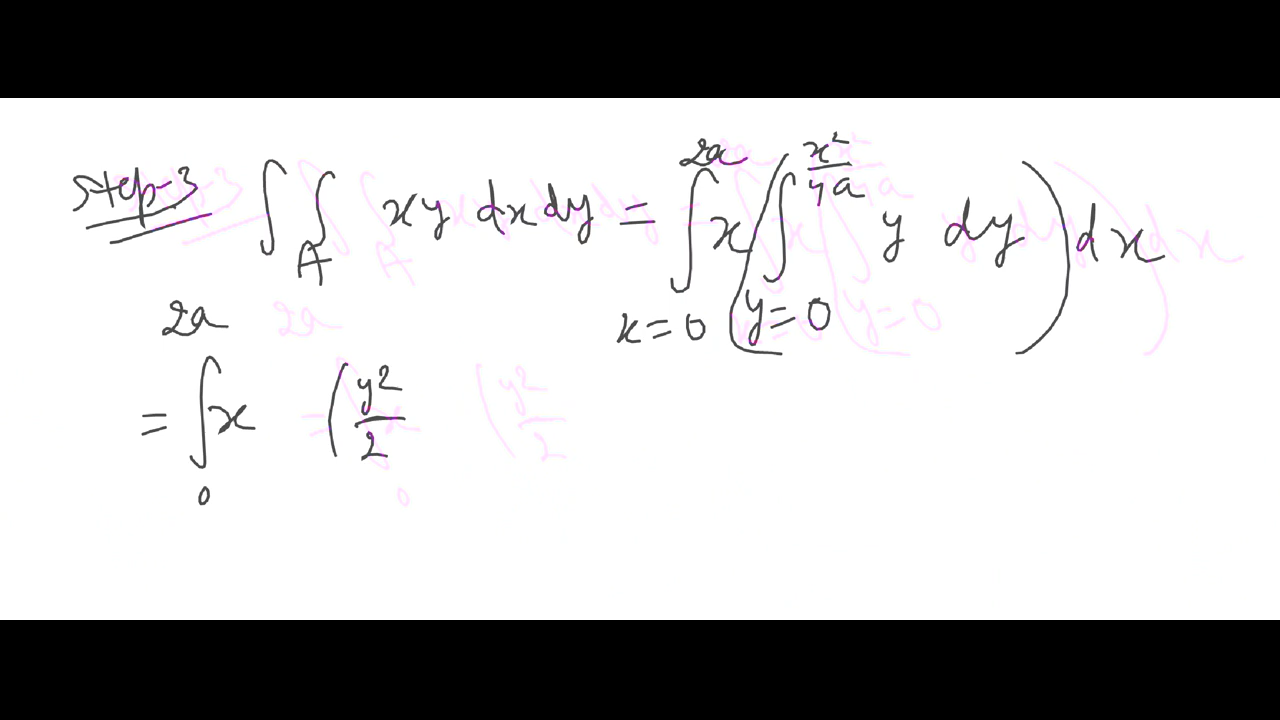 Step-3 ∫∫_A xy dx dy = ∫_{x=0}^{2a} x ( ∫_{y=0}^{x²/4a} y dy ) dx
= ∫_0^{2a} x ( y²/2